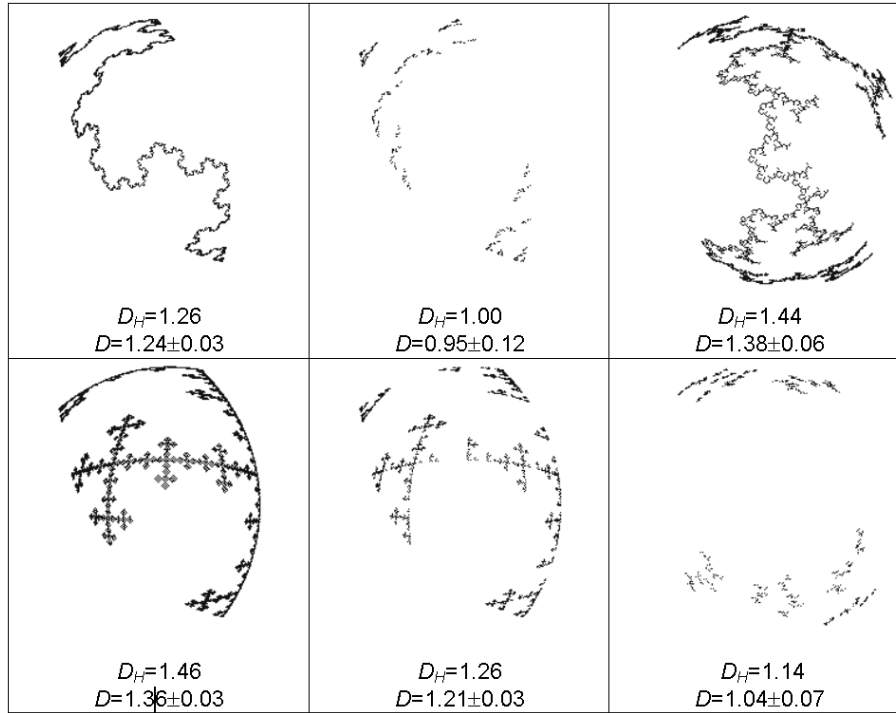 D_H=1.26
D=1.24±0.03
D_H=1.00
D=0.95±0.12
D_H=1.44
D=1.38±0.06
D_H=1.46
D=1.36±0.03
D_H=1.26
D=1.21±0.03
D_H=1.14
D=1.04±0.07